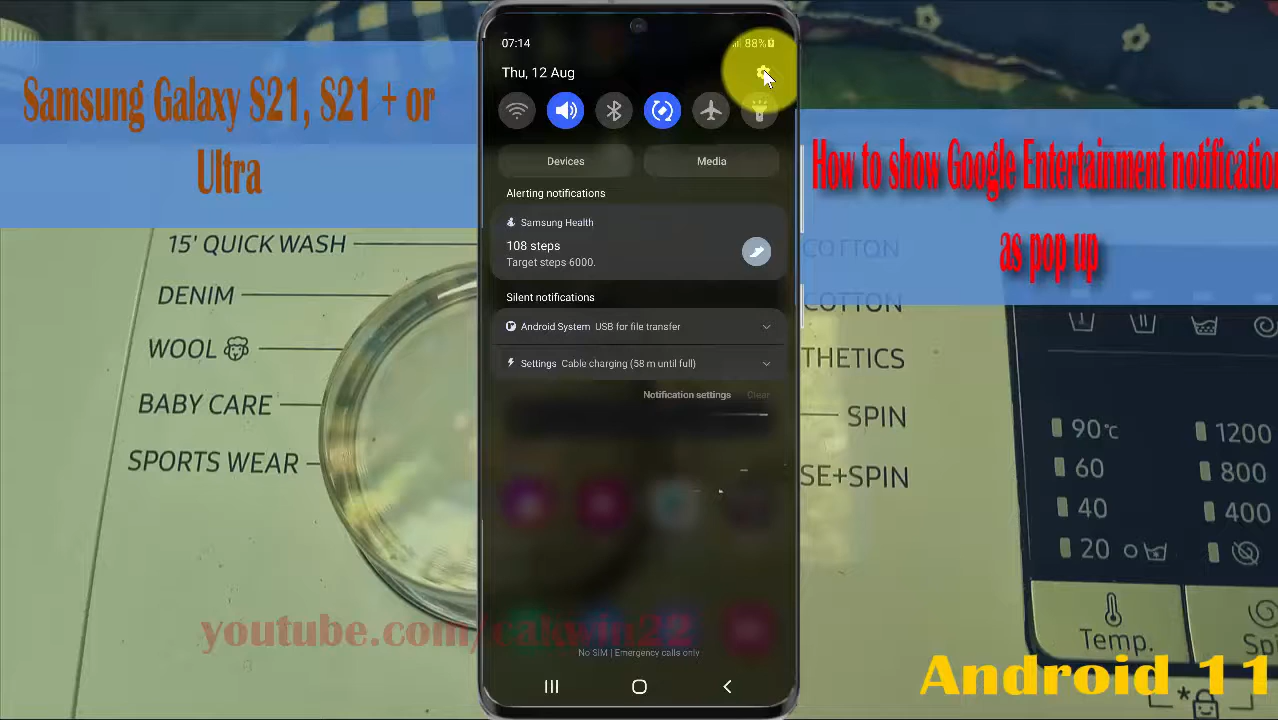 Samsung Galaxy S21, S21 + or
Ultra
How to show Google Entertainment notification
as pop up
07:14
88%
Thu, 12 Aug
Devices
Media
Alerting notifications
Samsung Health
108 steps
Target steps 6000.
Silent notifications
Android System USB for file transfer
Settings Cable charging (58 m until full)
Notification settings
Clear
No SIM | Emergency calls only
15' QUICK WASH
DENIM
WOOL
BABY CARE
SPORTS WEAR
COTTON
COTTON
THETICS
SPIN
SE+SPIN
90°c
60
40
20
1200
800
400
Temp.
Spi
youtube.com/cakwin22
Android 11